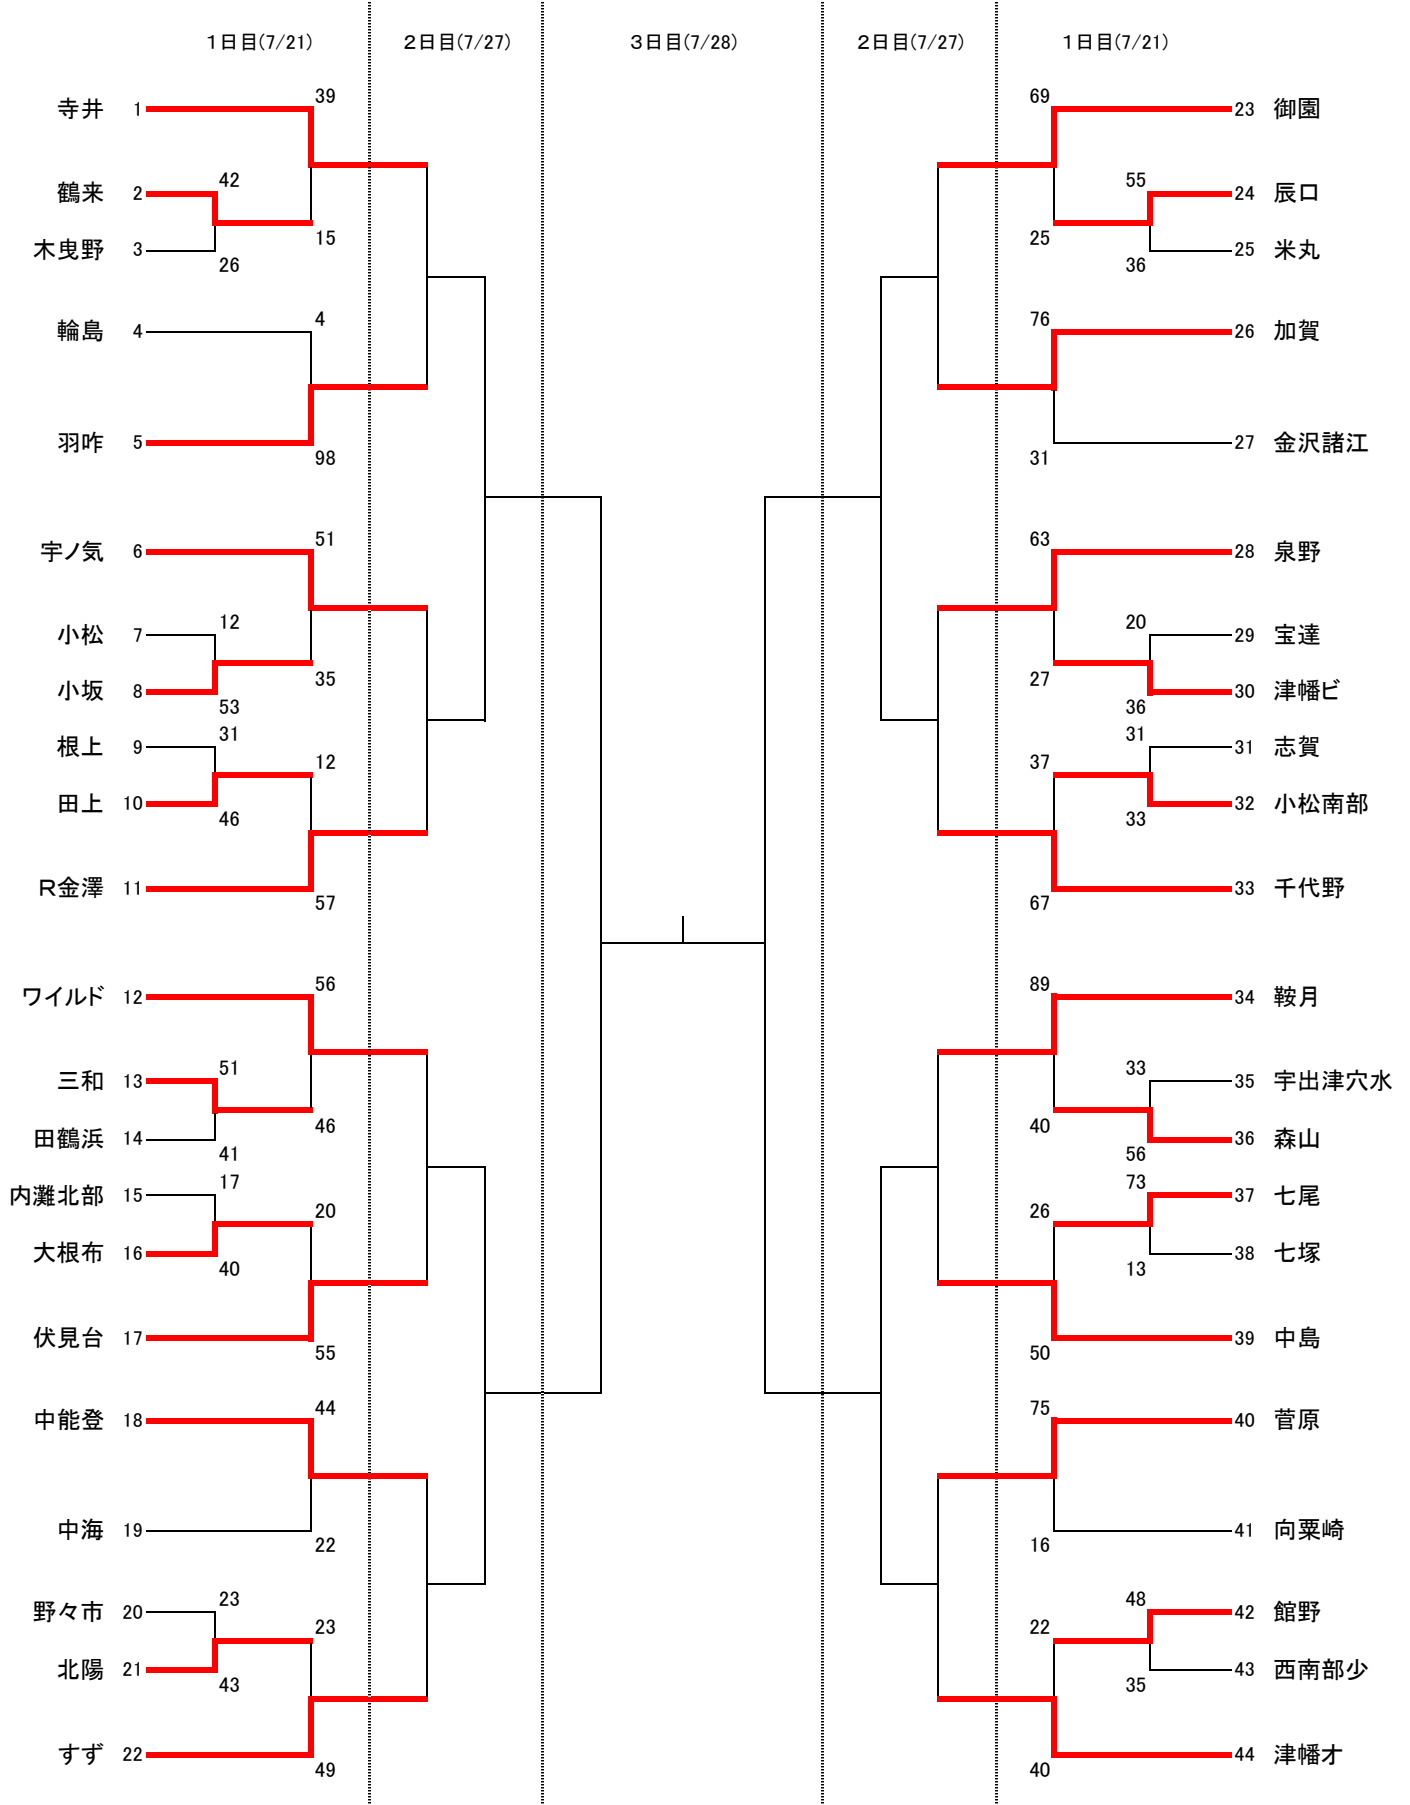 １日目(7/21) ２日目(7/27) ３日目(7/28) ２日目(7/27) １日目(7/21)
39
寺井 1
42
鶴来 2
15
木曳野 3
26
4
輪島 4
羽咋 5
98
51
宇ノ気 6
12
小松 7
35
小坂 8
53
31
根上 9
12
田上 10
46
Ｒ金澤 11
57
56
ワイルド 12
51
三和 13
46
田鶴浜 14
41
17
内灘北部 15
20
大根布 16
40
伏見台 17
55
44
中能登 18
中海 19
22
23
野々市 20
23
北陽 21
43
すず 22
49
69
23 御園
55
24 辰口
25
25 米丸
36
76
26 加賀
27 金沢諸江
31
63
28 泉野
20
29 宝達
27
30 津幡ビ
36
31
31 志賀
37
32 小松南部
33
33 千代野
67
89
34 鞍月
33
35 宇出津穴水
40
36 森山
56
73
37 七尾
26
38 七塚
13
39 中島
50
75
40 菅原
41 向粟崎
16
48
42 館野
22
43 西南部少
35
44 津幡才
40